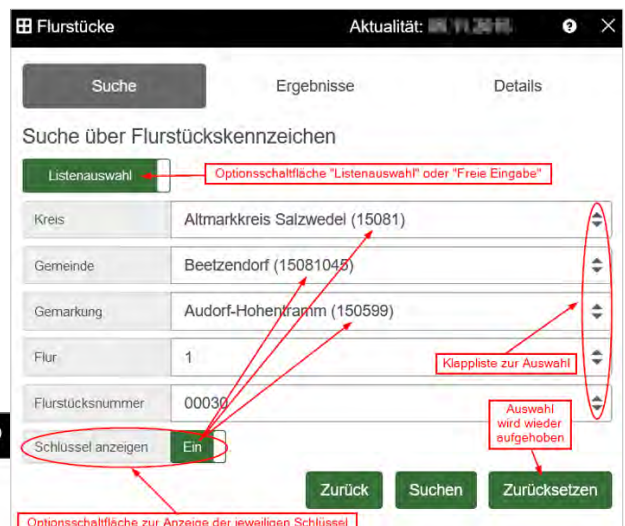 Flurstücke Aktualität:
Suche Ergebnisse Details
Suche über Flurstückskennzeichen
Listenauswahl Optionsschaltfläche "Listenauswahl" oder "Freie Eingabe"
Kreis Altmarkkreis Salzwedel (15081)
Gemeinde Beetzendorf (15081045)
Gemarkung Audorf-Hohentramm (150599)
Flur 1
Klappliste zur Auswahl
Flurstücksnummer 00030
Auswahl
wird wieder
aufgehoben
Schlüssel anzeigen Ein
Zurück Suchen Zurücksetzen
Optionsschaltfläche zur Anzeige der jeweiligen Schlüssel